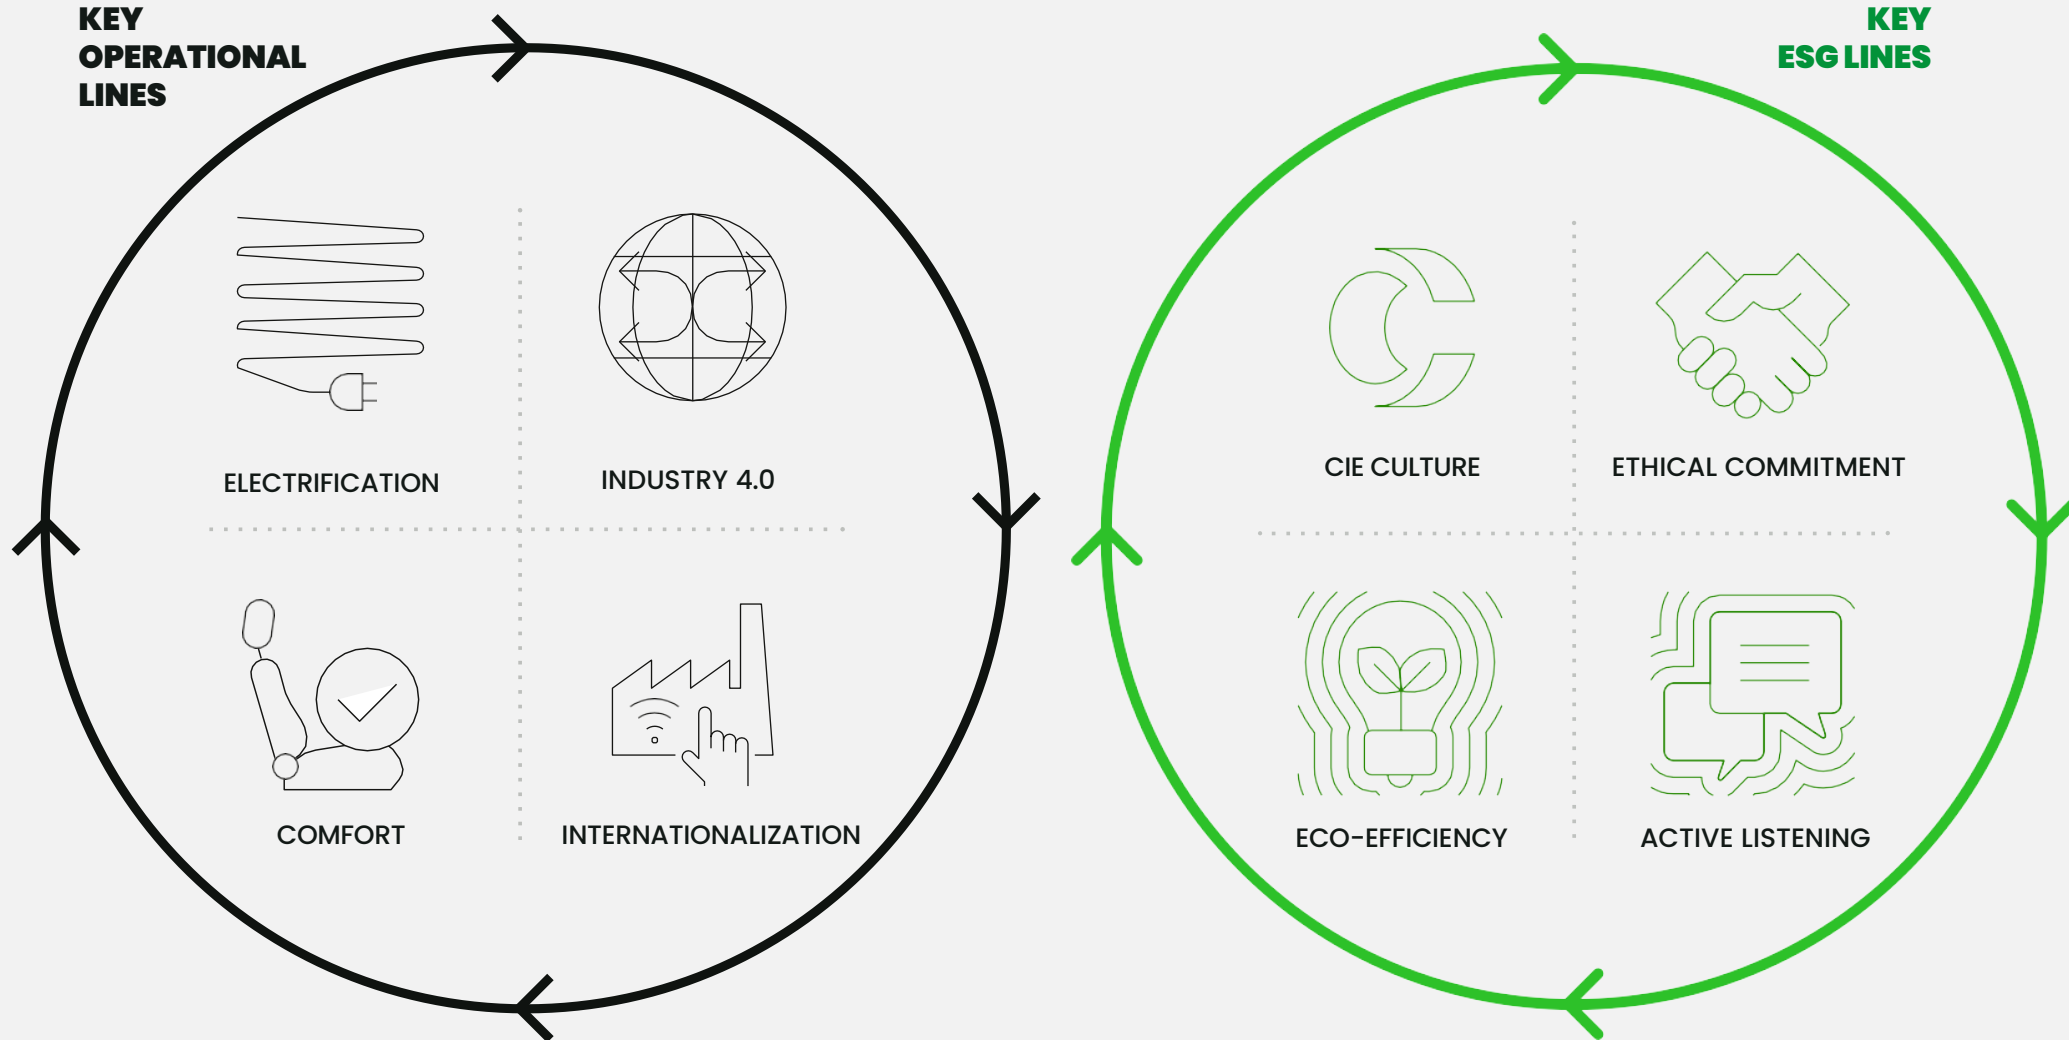 KEY
OPERATIONAL
LINES
ELECTRIFICATION
INDUSTRY 4.0
COMFORT
INTERNATIONALIZATION
KEY
ESG LINES
CIE CULTURE
ETHICAL COMMITMENT
ECO-EFFICIENCY
ACTIVE LISTENING